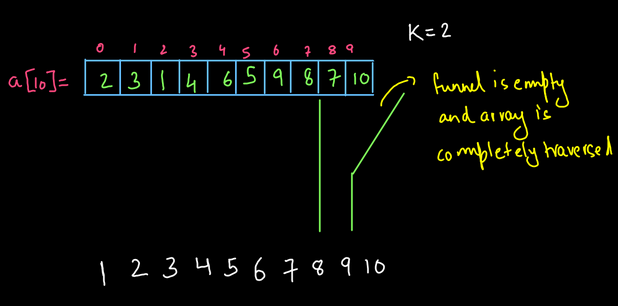 K=2
0 1 2 3 4 5 6 7 8 9
a[10]= 2 3 1 4 6 5 9 8 7 10
funnel is empty
and array is
completely traversed
1 2 3 4 5 6 7 8 9 10